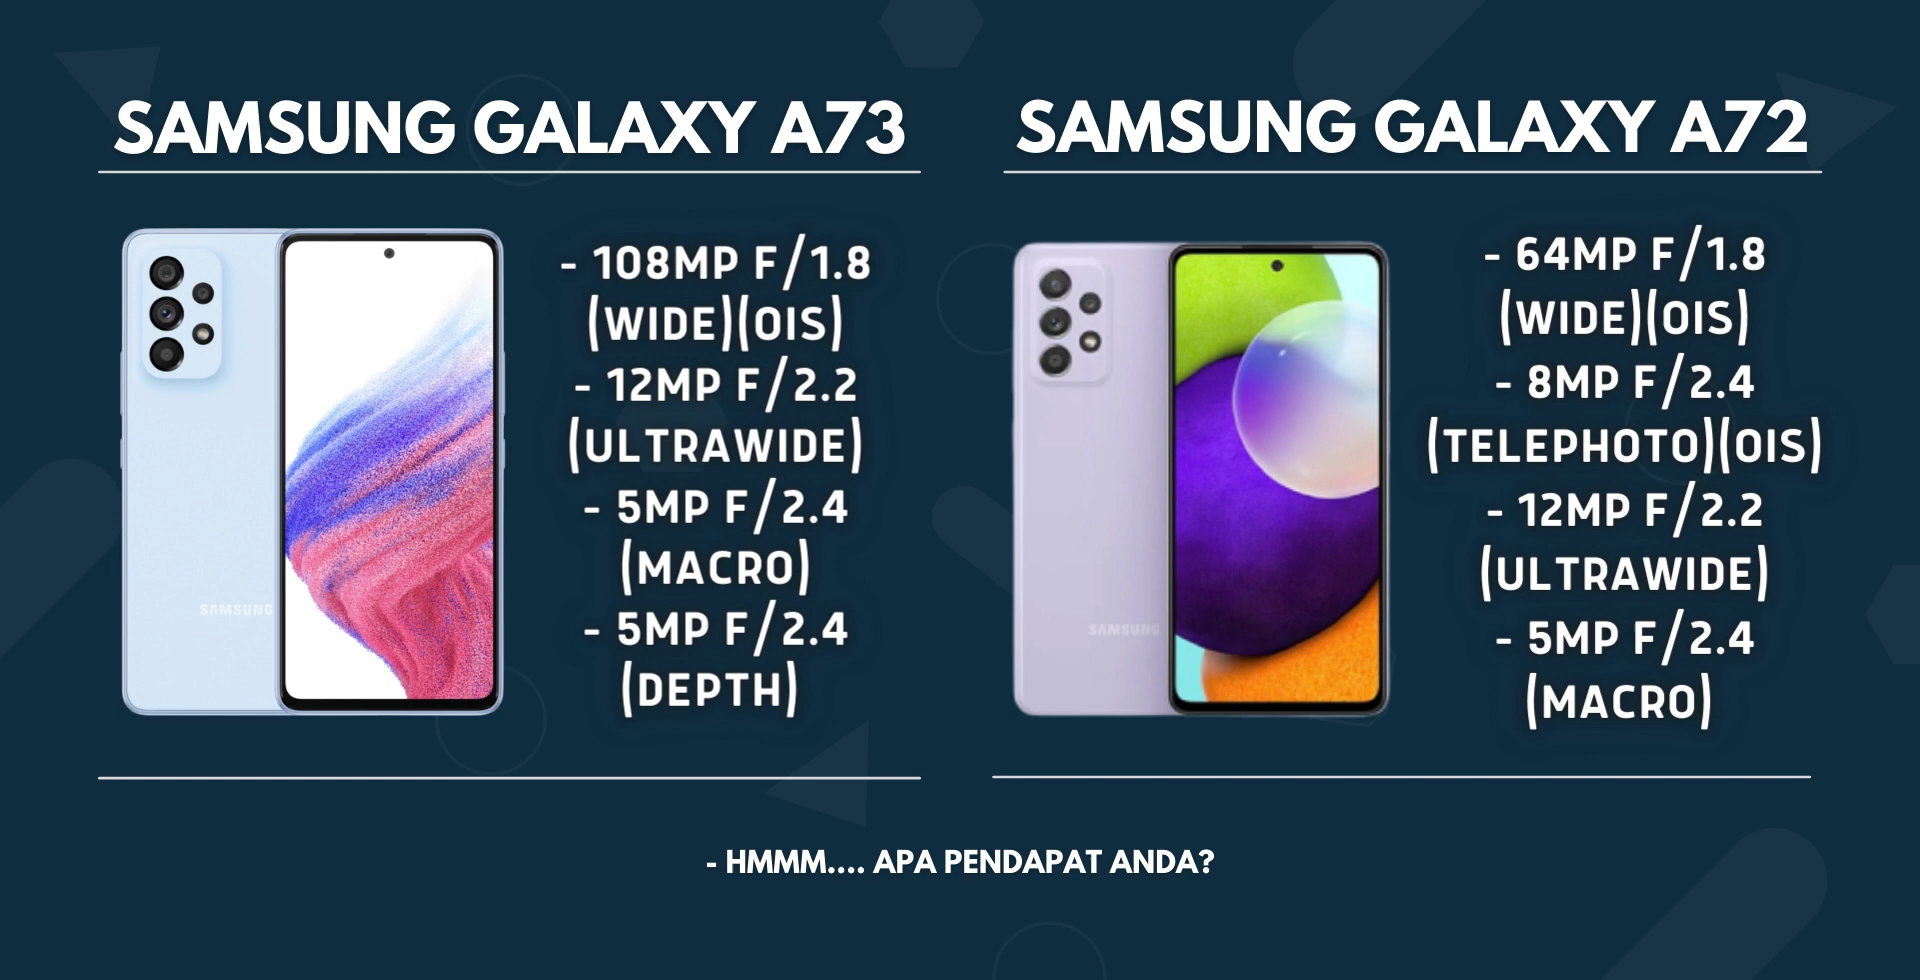 SAMSUNG GALAXY A73
- 108MP F/1.8
(WIDE)(OIS)
- 12MP F/2.2
(ULTRAWIDE)
- 5MP F/2.4
(MACRO)
- 5MP F/2.4
(DEPTH)
SAMSUNG
SAMSUNG GALAXY A72
- 64MP F/1.8
(WIDE)(OIS)
- 8MP F/2.4
(TELEPHOTO)(OIS)
- 12MP F/2.2
(ULTRAWIDE)
- 5MP F/2.4
(MACRO)
SAMSUNG
- HMMM.... APA PENDAPAT ANDA?